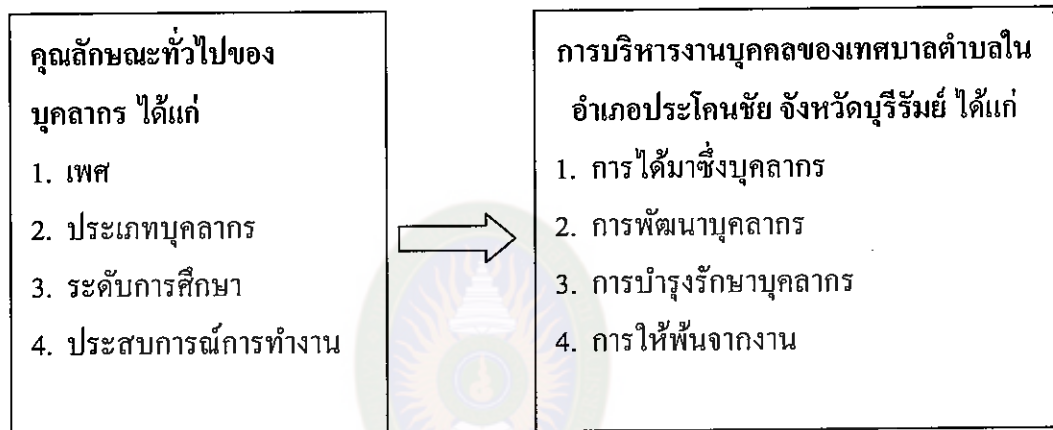 คุณลักษณะทั่วไปของ
บุคลากร ได้แก่
1. เพศ
2. ประเภทบุคลากร
3. ระดับการศึกษา
4. ประสบการณ์การทำงาน
การบริหารงานบุคคลของเทศบาลตำบลใน
อำเภอประโคนชัย จังหวัดบุรีรัมย์ ได้แก่
1. การได้มาซึ่งบุคลากร
2. การพัฒนาบุคลากร
3. การบำรุงรักษาบุคลากร
4. การให้พ้นจากงาน